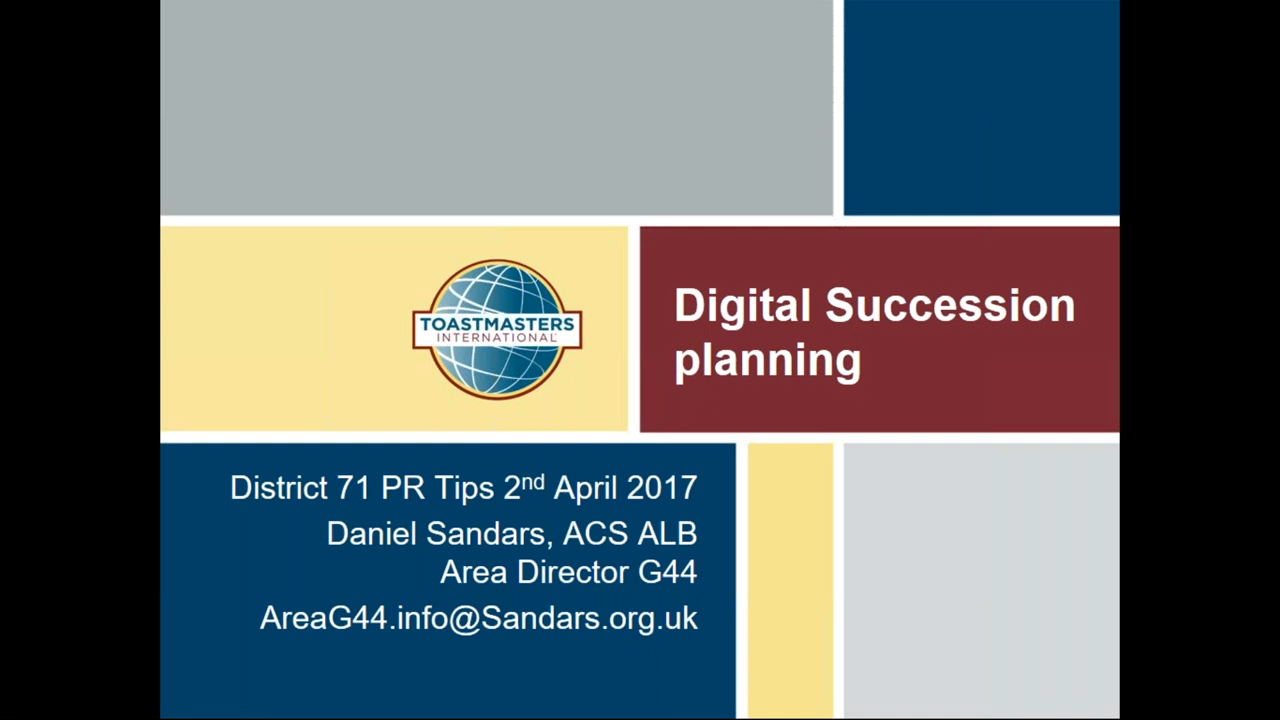 TOASTMASTERS
INTERNATIONAL
Digital Succession
planning
District 71 PR Tips 2nd April 2017
Daniel Sandars, ACS ALB
Area Director G44
AreaG44.info@Sandars.org.uk